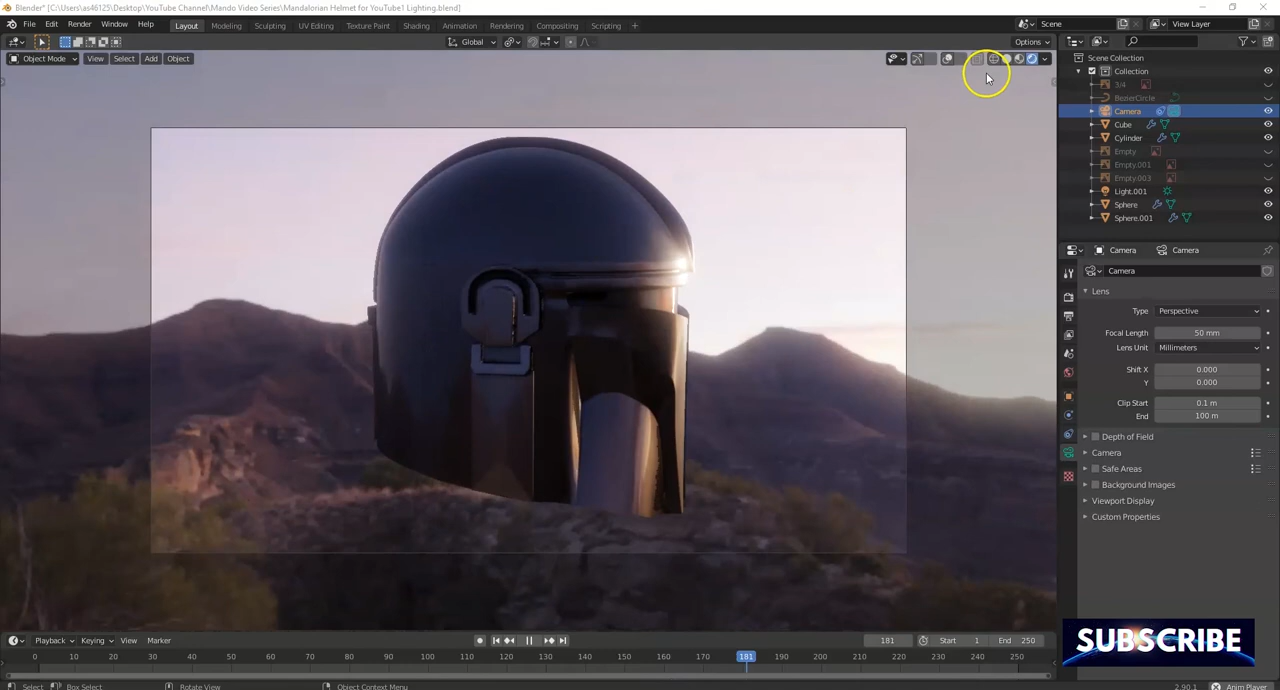 Blender* [C:\Users\as46125\Desktop\YouTube Channel\Mando Video Series\Mandalorian Helmet for YouTube1 Lighting.blend]
File Edit Render Window Help Layout Modeling Sculpting UV Editing Texture Paint Shading Animation Rendering Compositing Scripting + Scene View Layer
Global Options
Object Mode View Select Add Object
Scene Collection
Collection
3/4
BezierCircle
Camera
Cube
Cylinder
Empty
Empty.001
Empty.003
Light.001
Sphere
Sphere.001
Camera Camera
Camera
Lens
Type Perspective
Focal Length 50 mm
Lens Unit Millimeters
Shift X 0.000
Y 0.000
Clip Start 0.1 m
End 100 m
Depth of Field
Camera
Safe Areas
Background Images
Viewport Display
Custom Properties
SUBSCRIBE
Playback Keying View Marker 181 Start 1 End 250
0 10 20 30 40 50 60 70 80 90 100 110 120 130 140 150 160 170 181 190 200 210 220 230 240 250
Select Box Select Rotate View Object Context Menu 2.90.1 Anim Player